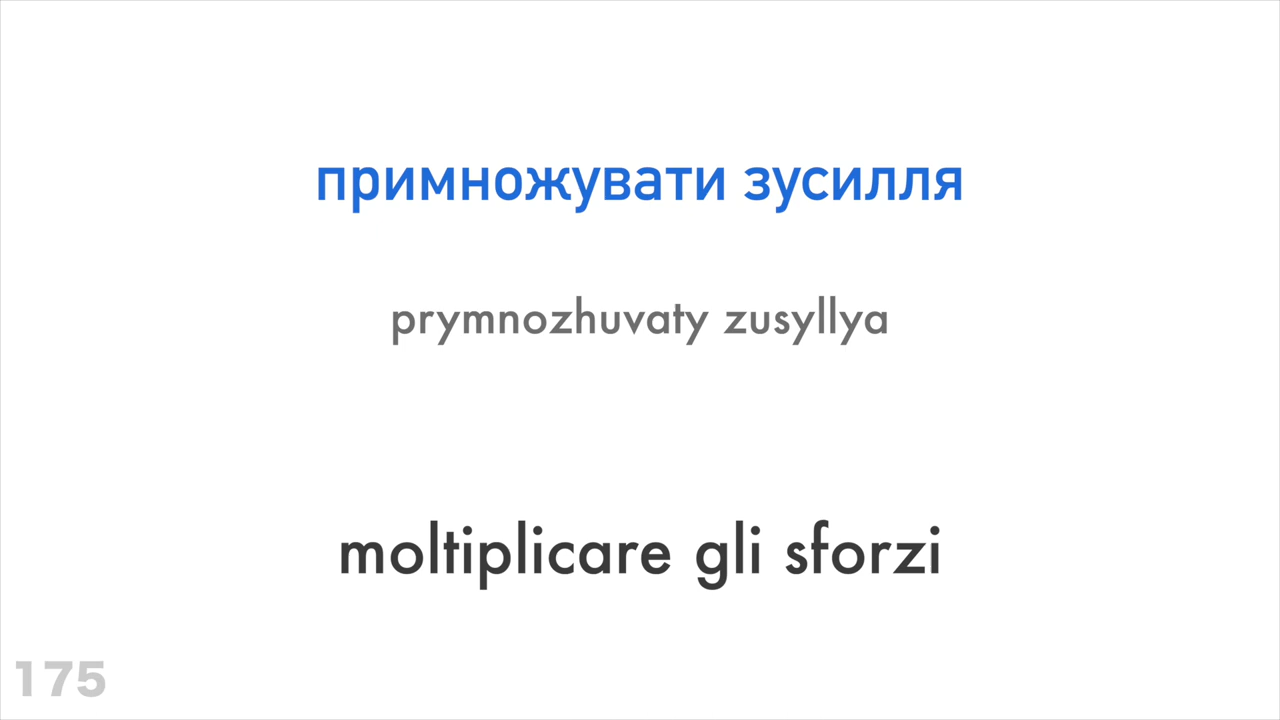 примножувати зусилля
prymnozhuvaty zusyllya
moltiplicare gli sforzi
175